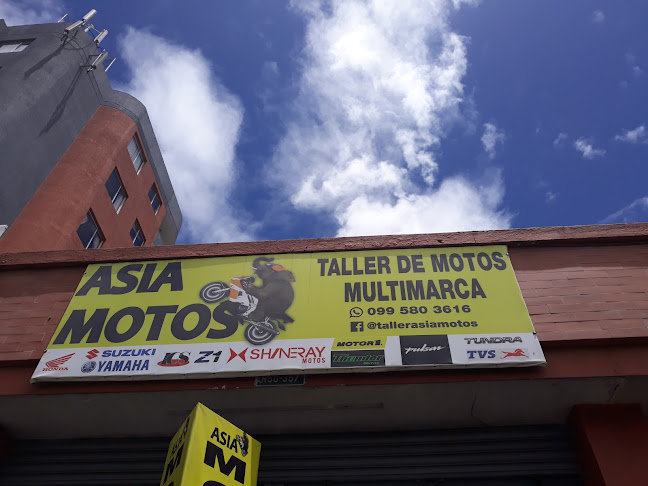 ASIA
MOTOS
TALLER DE MOTOS
MULTIMARCA
099 580 3616
@tallerasiamotos
HONDA
SUZUKI
YAMAHA
Z1
SHINERAY
MOTOS
MOTOR 1
pulsar
TUNDRA
TVS
ASIA
M